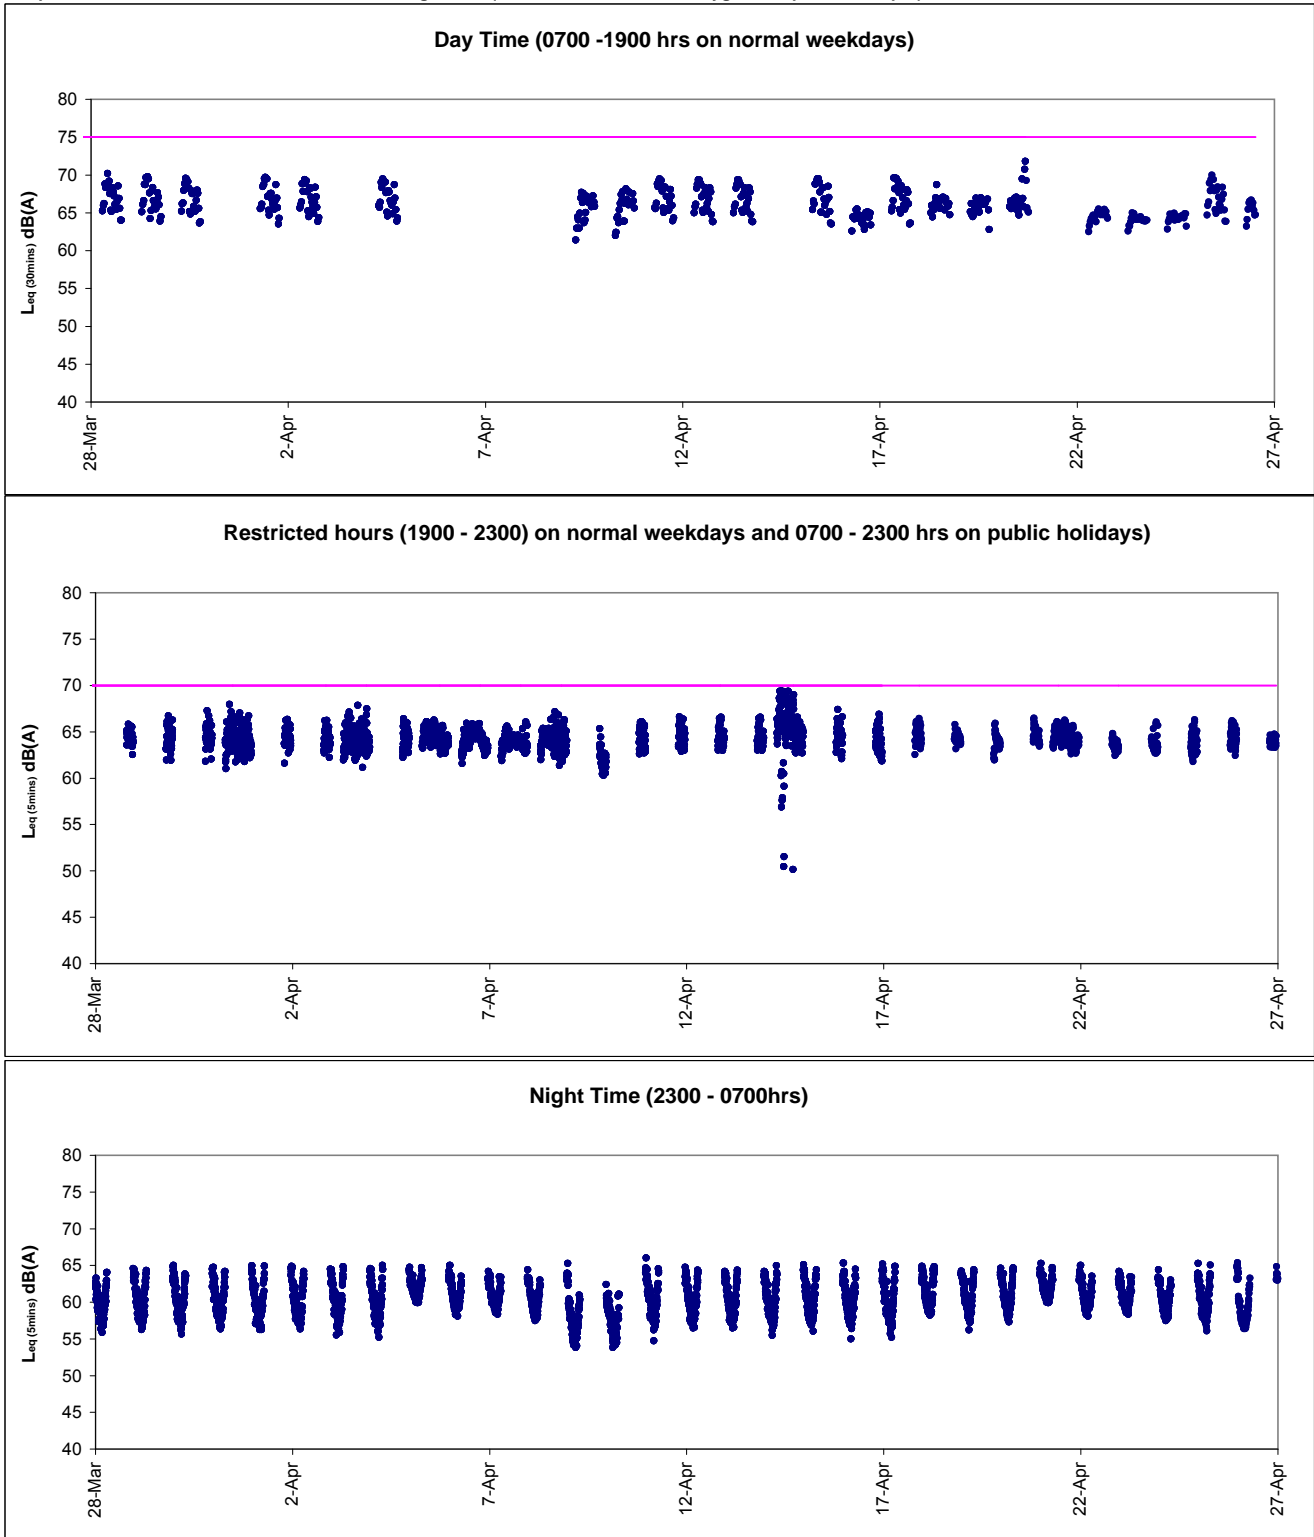 Day Time (0700 -1900 hrs on normal weekdays)
80
75
70
65
60
55
50
45
40
Leq (30mins) dB(A)
28-Mar
2-Apr
7-Apr
12-Apr
17-Apr
22-Apr
27-Apr
Restricted hours (1900 - 2300) on normal weekdays and 0700 - 2300 hrs on public holidays)
80
75
70
65
60
55
50
45
40
Leq (5mins) dB(A)
28-Mar
2-Apr
7-Apr
12-Apr
17-Apr
22-Apr
27-Apr
Night Time (2300 - 0700hrs)
80
75
70
65
60
55
50
45
40
Leq (5mins) dB(A)
28-Mar
2-Apr
7-Apr
12-Apr
17-Apr
22-Apr
27-Apr